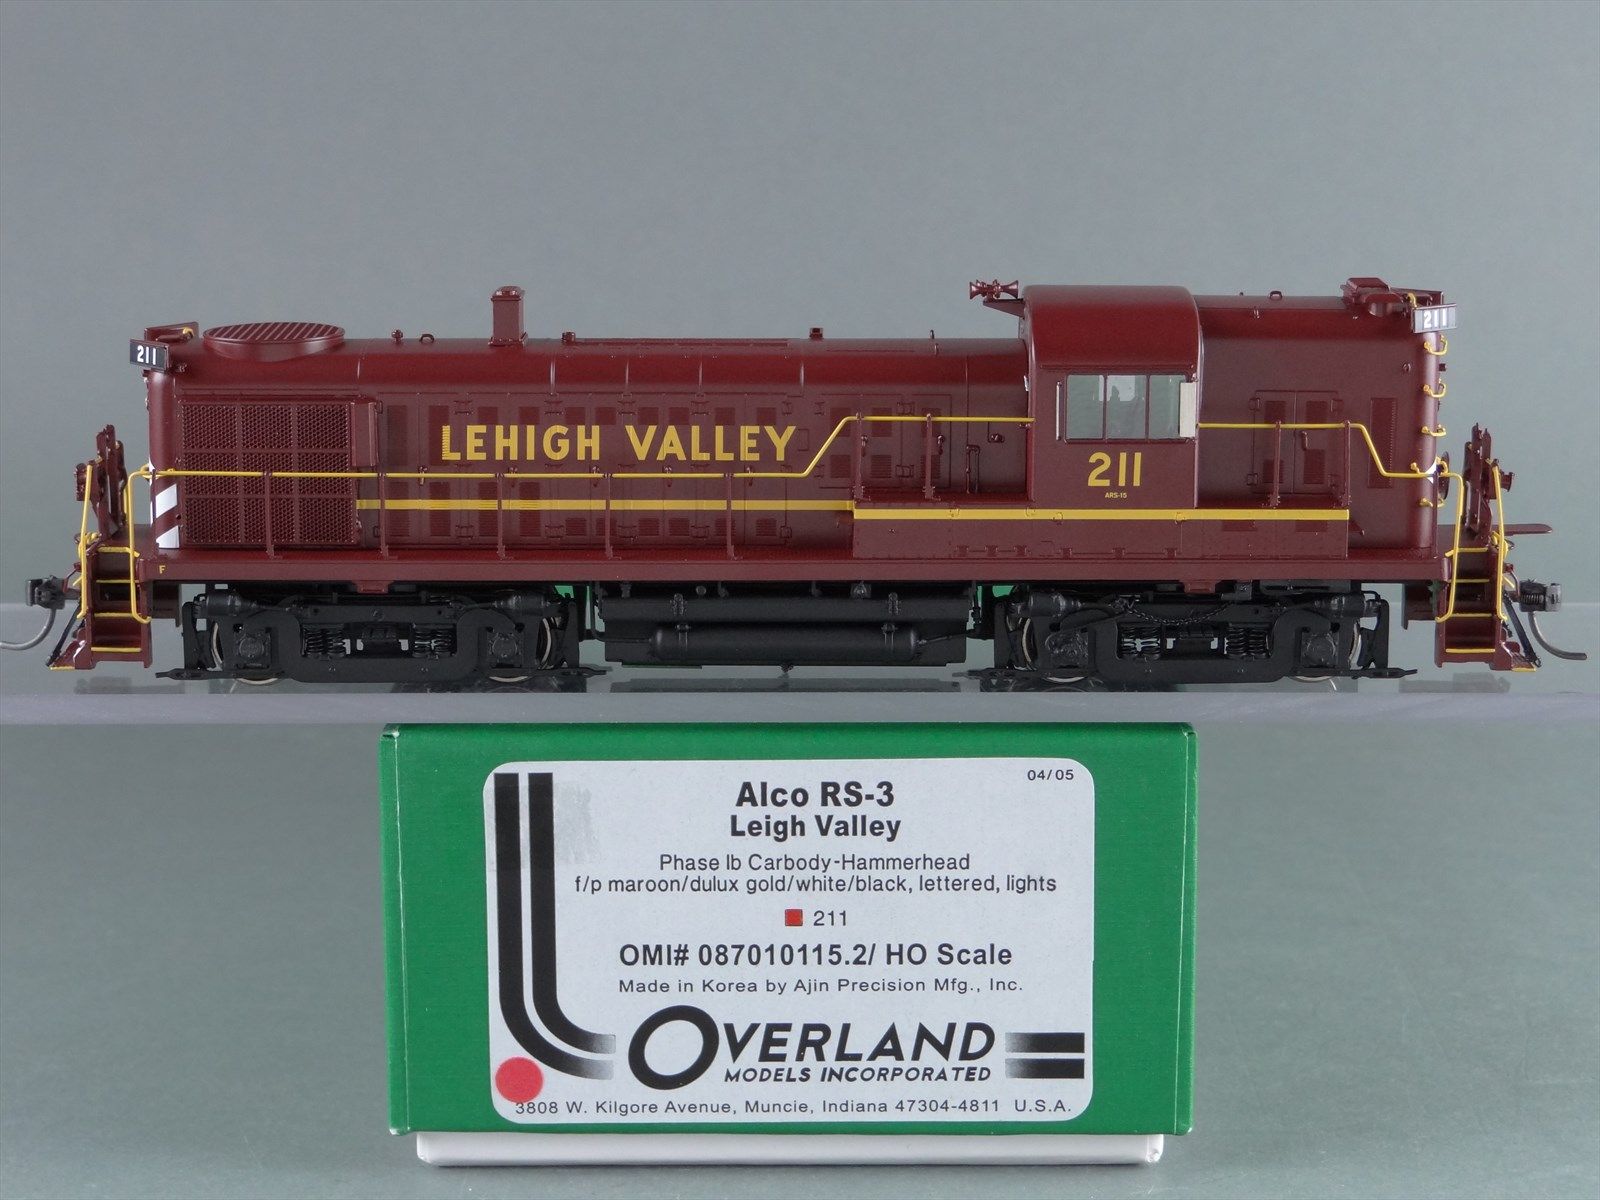 211
211
LEHIGH VALLEY
211
ARS-15
F
04/05
Alco RS-3
Leigh Valley
Phase Ib Carbody-Hammerhead
f/p maroon/dulux gold/white/black, lettered, lights
211
OMI# 087010115.2/ HO Scale
Made in Korea by Ajin Precision Mfg., Inc.
OVERLAND
MODELS INCORPORATED
3808 W. Kilgore Avenue, Muncie, Indiana 47304-4811 U.S.A.